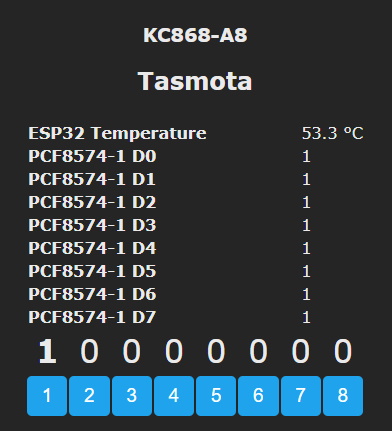 KC868-A8
Tasmota
ESP32 Temperature 53.3 °C
PCF8574-1 D0 1
PCF8574-1 D1 1
PCF8574-1 D2 1
PCF8574-1 D3 1
PCF8574-1 D4 1
PCF8574-1 D5 1
PCF8574-1 D6 1
PCF8574-1 D7 1
1 0 0 0 0 0 0 0
1 2 3 4 5 6 7 8